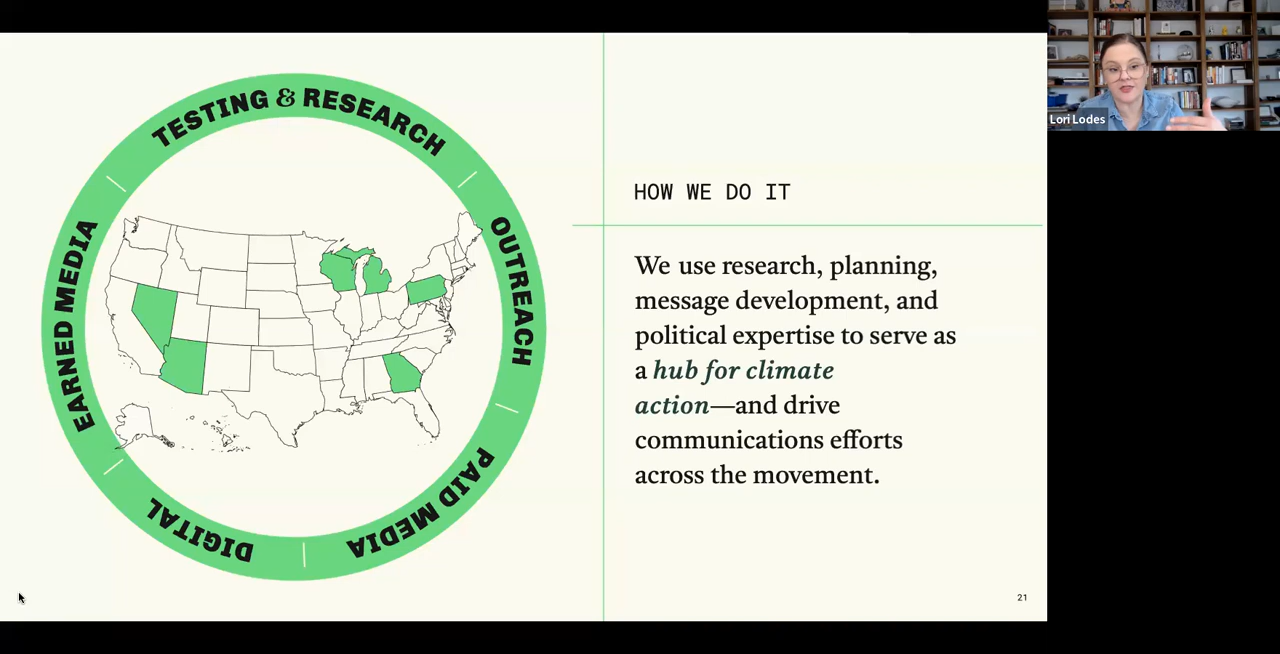 TESTING & RESEARCH
OUTREACH
PAID MEDIA
DIGITAL
EARNED MEDIA
HOW WE DO IT
We use research, planning,
message development, and
political expertise to serve as
a hub for climate
action—and drive
communications efforts
across the movement.
21
Lori Lodes